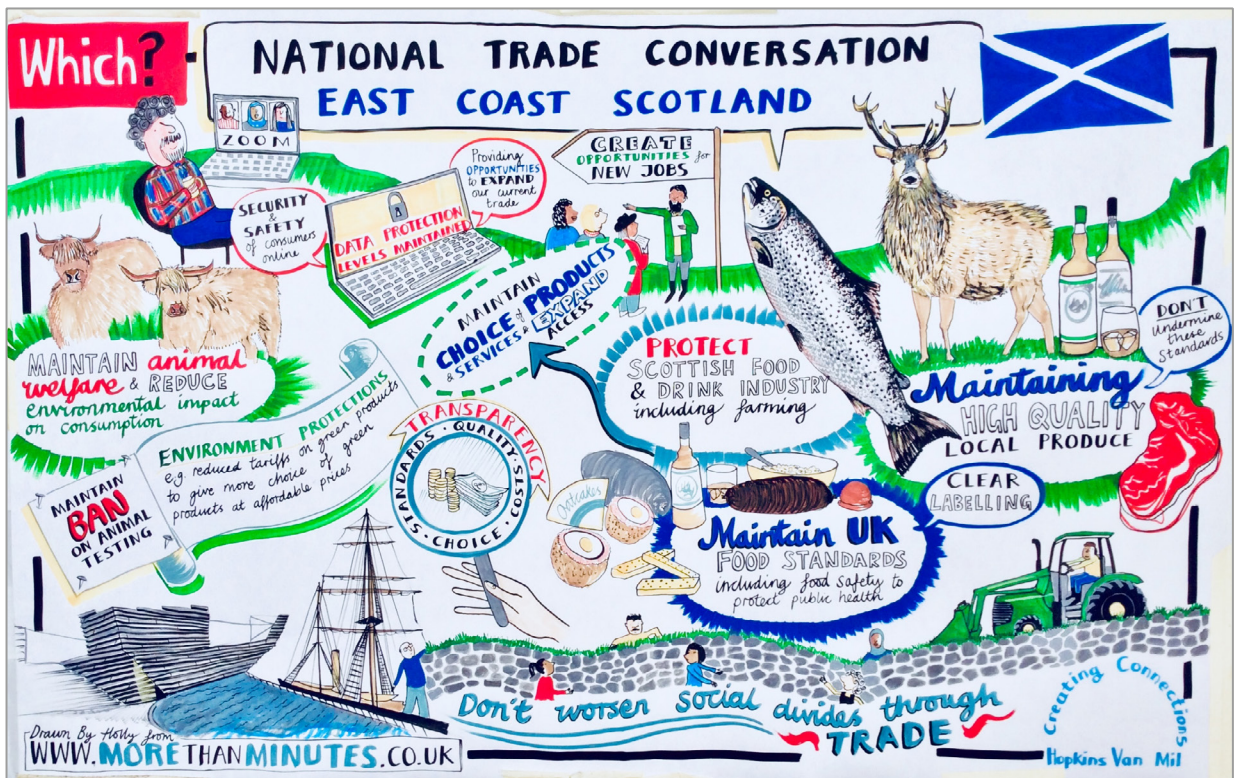 Which?
NATIONAL TRADE CONVERSATION
EAST COAST SCOTLAND
ZOOM
SECURITY
&
SAFETY
of consumers
online
DATA PROTECTION
LEVELS MAINTAINED
Providing
OPPORTUNITIES
to EXPAND
our current
trade
CREATE
OPPORTUNITIES for
NEW JOBS
MAINTAIN
CHOICE of PRODUCTS
& SERVICES & EXPAND
ACCESS
MAINTAIN animal
welfare & REDUCE
environmental impact
on consumption
PROTECT
SCOTTISH FOOD
& DRINK INDUSTRY
including farming
DON'T
Undermine
these
Standards
Maintaining
HIGH QUALITY
LOCAL PRODUCE
ENVIRONMENT PROTECTIONS
e.g. reduced tariffs on green products
to give more choice of green
products at affordable prices
MAINTAIN
BAN
ON ANIMAL
TESTING
TRANSPARENCY
STANDARDS · QUALITY · COSTS · CHOICE ·
Oatcakes
CLEAR
LABELLING
Maintain UK
FOOD STANDARDS
including food safety to
protect public health
Don't worsen social divides through
TRADE
Creating Connections
Hopkins Van Mil
Drawn By Holly from
WWW.MORETHANMINUTES.CO.UK